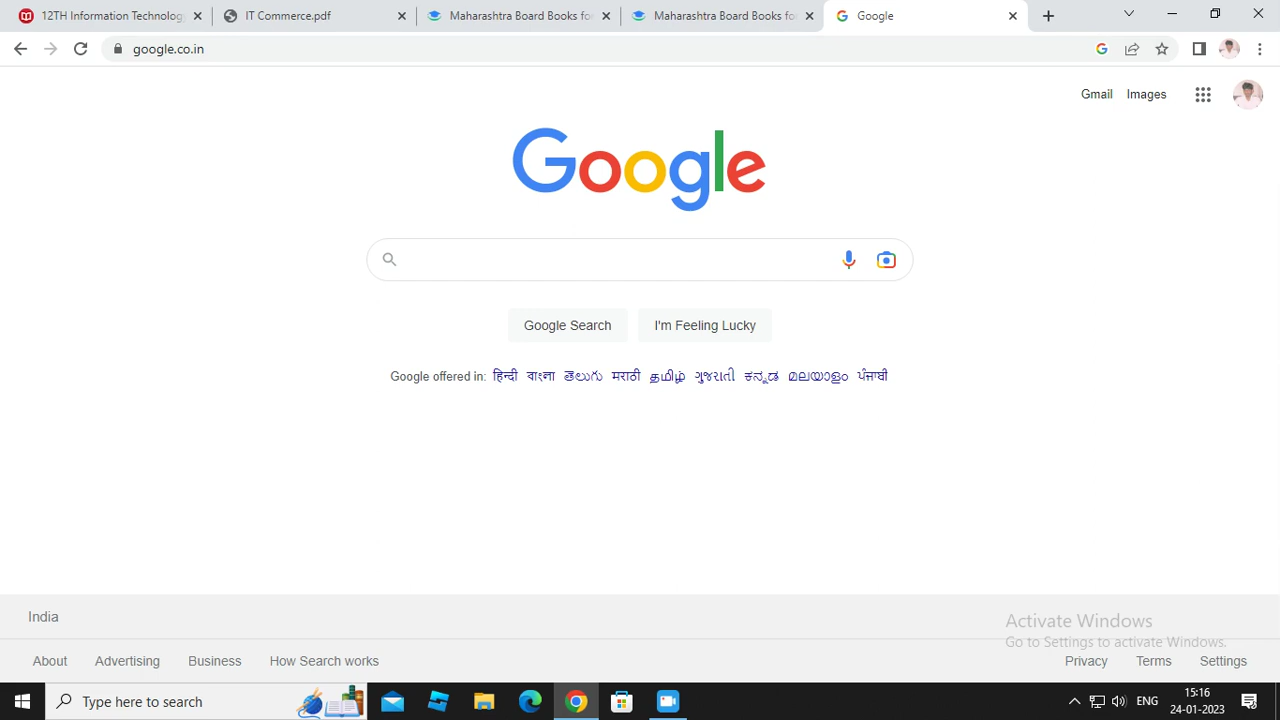 12TH Information Technology
IT Commerce.pdf
Maharashtra Board Books for
Maharashtra Board Books for
Google
google.co.in
Gmail Images
Google
Google Search I'm Feeling Lucky
Google offered in: हिन्दी বাংলা తెలుగు मराठी தமிழ் ગુજરાતી ಕನ್ನಡ മലയാളം ਪੰਜਾਬੀ
India
Activate Windows
Go to Settings to activate Windows.
About Advertising Business How Search works Privacy Terms Settings
Type here to search
ENG
15:16
24-01-2023